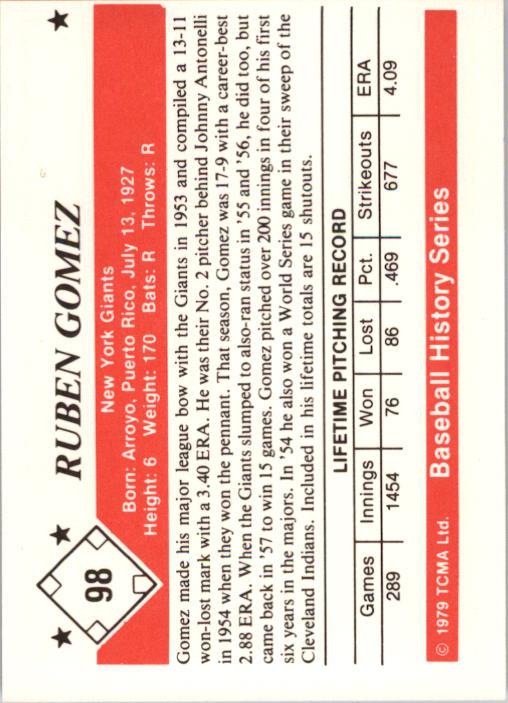 98
RUBEN GOMEZ
New York Giants
Born: Arroyo, Puerto Rico, July 13, 1927
Height: 6 Weight: 170 Bats: R Throws: R
Gomez made his major league bow with the Giants in 1953 and compiled a 13-11
won-lost mark with a 3.40 ERA. He was their No. 2 pitcher behind Johnny Antonelli
in 1954 when they won the pennant. That season, Gomez was 17-9 with a career-best
2.88 ERA. When the Giants slumped to also-ran status in '55 and '56, he did too, but
came back in '57 to win 15 games. Gomez pitched over 200 innings in four of his first
six years in the majors. In '54 he also won a World Series game in their sweep of the
Cleveland Indians. Included in his lifetime totals are 15 shutouts.
LIFETIME PITCHING RECORD
Games Innings Won Lost Pct. Strikeouts ERA
289 1454 76 86 .469 677 4.09
© 1979 TCMA Ltd. Baseball History Series